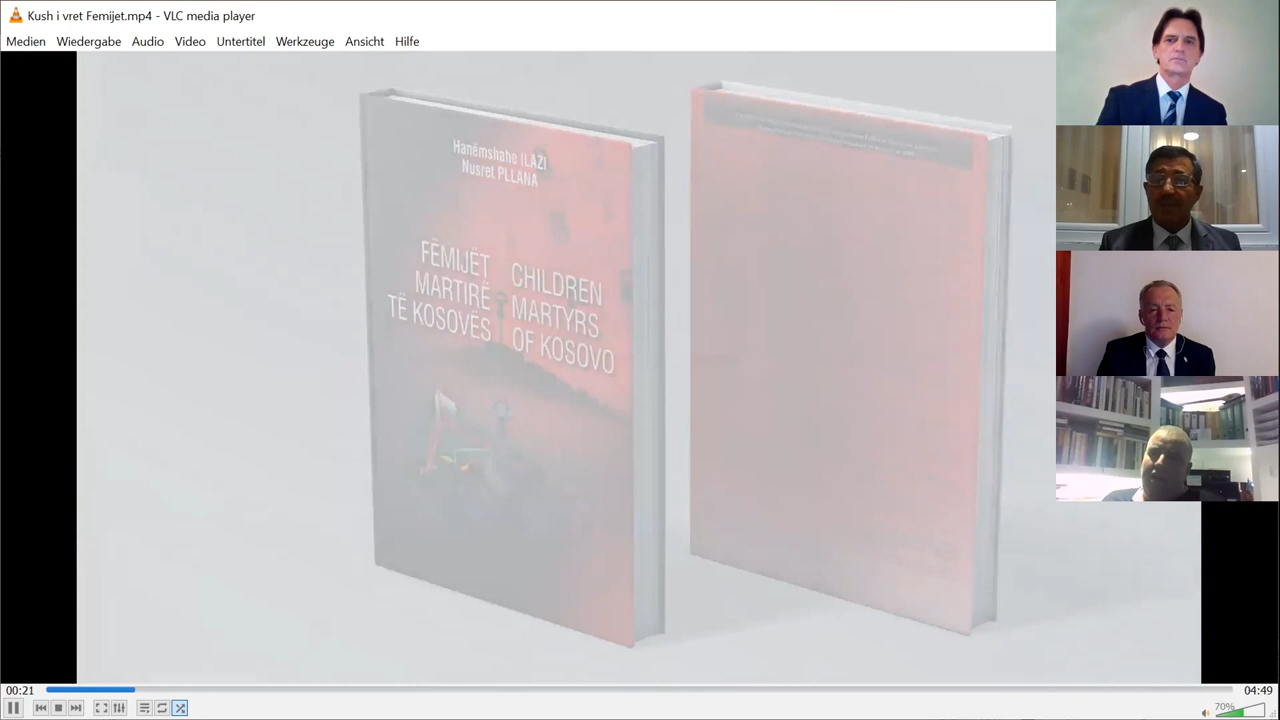 Kush i vret Femijet.mp4 - VLC media player
Medien Wiedergabe Audio Video Untertitel Werkzeuge Ansicht Hilfe
Hanëmshahe ILAZI
Nusret PLLANA
FËMIJËT
MARTIRË
TË KOSOVËS
CHILDREN
MARTYRS
OF KOSOVO
00:21
04:49
70%